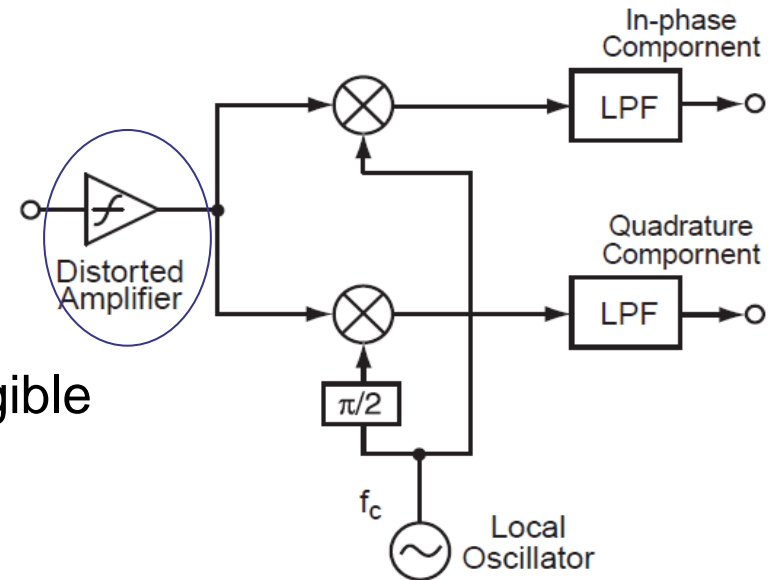 In-phase
Compornent
LPF
Distorted
Amplifier
Quadrature
Compornent
LPF
gible
π/2
fc
Local
Oscillator